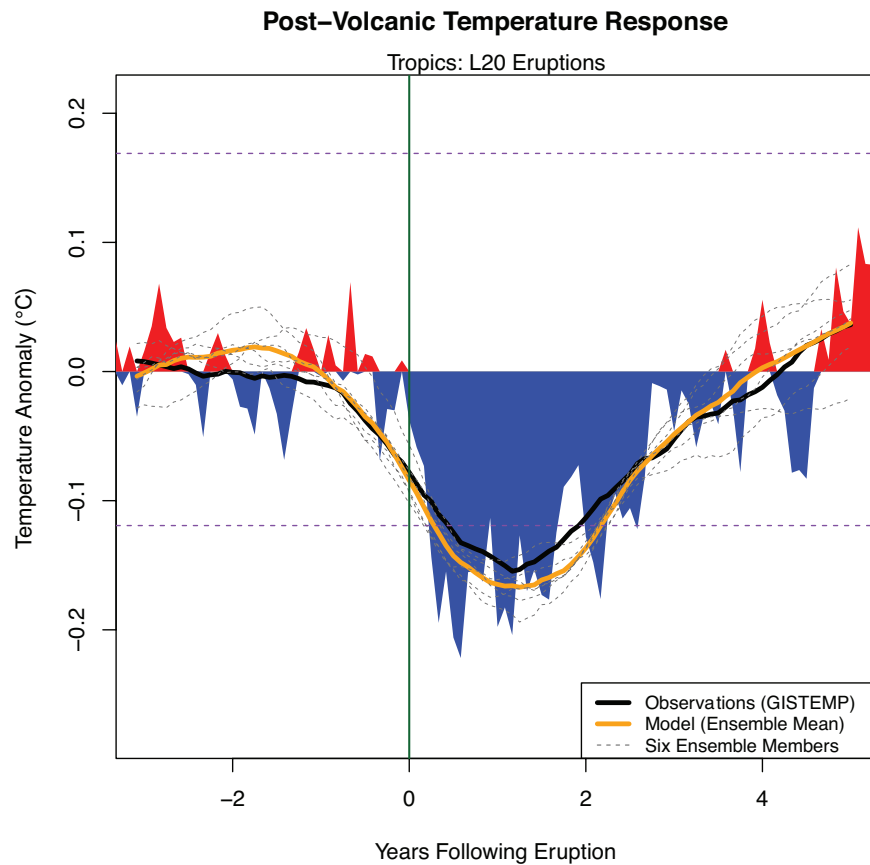 Post−Volcanic Temperature Response
Tropics: L20 Eruptions
Temperature Anomaly (°C)
0.2
0.1
0.0
−0.1
−0.2
Observations (GISTEMP)
Model (Ensemble Mean)
Six Ensemble Members
−2 0 2 4
Years Following Eruption